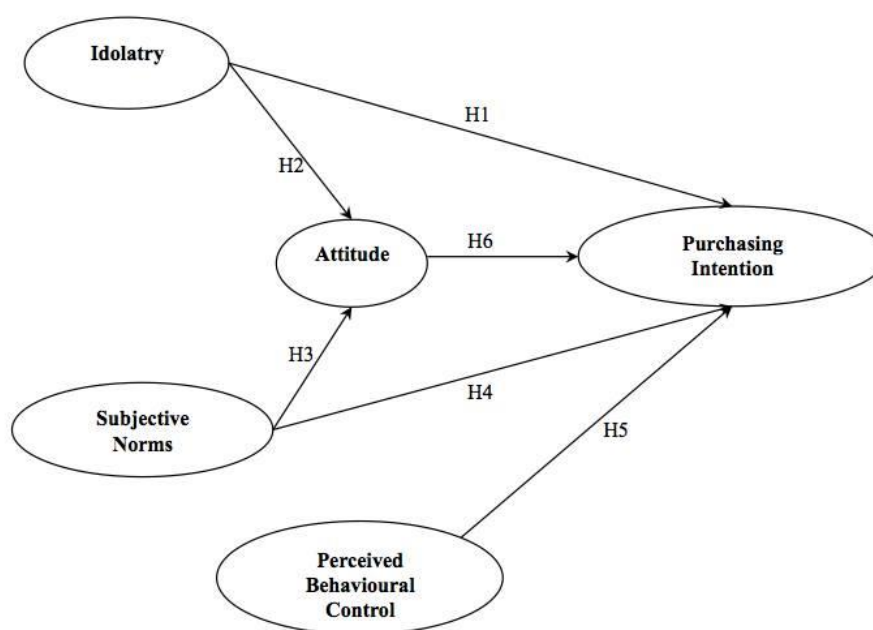 Idolatry
H1
H2
Attitude
H6
Purchasing
Intention
H3
H4
Subjective
Norms
H5
Perceived
Behavioural
Control